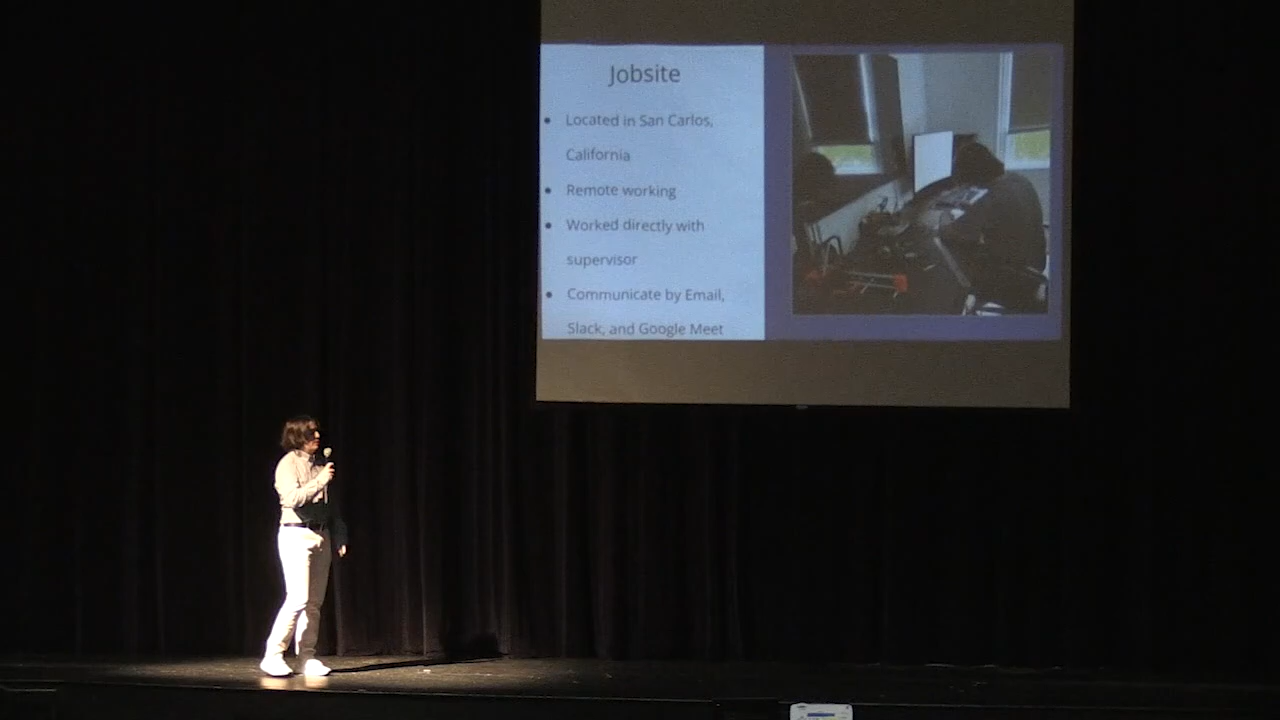 Jobsite
• Located in San Carlos,
California
• Remote working
• Worked directly with
supervisor
• Communicate by Email,
Slack, and Google Meet